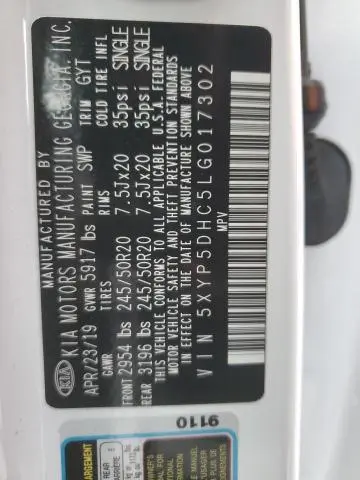 MANUFACTURED BY
KIA KIA MOTORS MANUFACTURING GEORGIA, INC.
APR/23/19 GVWR 5917 lbs PAINT SWP TRIM GYT
GAWR TIRES RIMS COLD TIRE INFL
FRONT 2954 lbs 245/50R20 7.5Jx20 35psi SINGLE
REAR 3196 lbs 245/50R20 7.5Jx20 35psi SINGLE
THIS VEHICLE CONFORMS TO ALL APPLICABLE U.S.A. FEDERAL
MOTOR VEHICLE SAFETY AND THEFT PREVENTION STANDARDS
IN EFFECT ON THE DATE OF MANUFACTURE SHOWN ABOVE
MPV
VIN 5XYP5DHC5LG017302
9110
REAR
ARRIÈRE